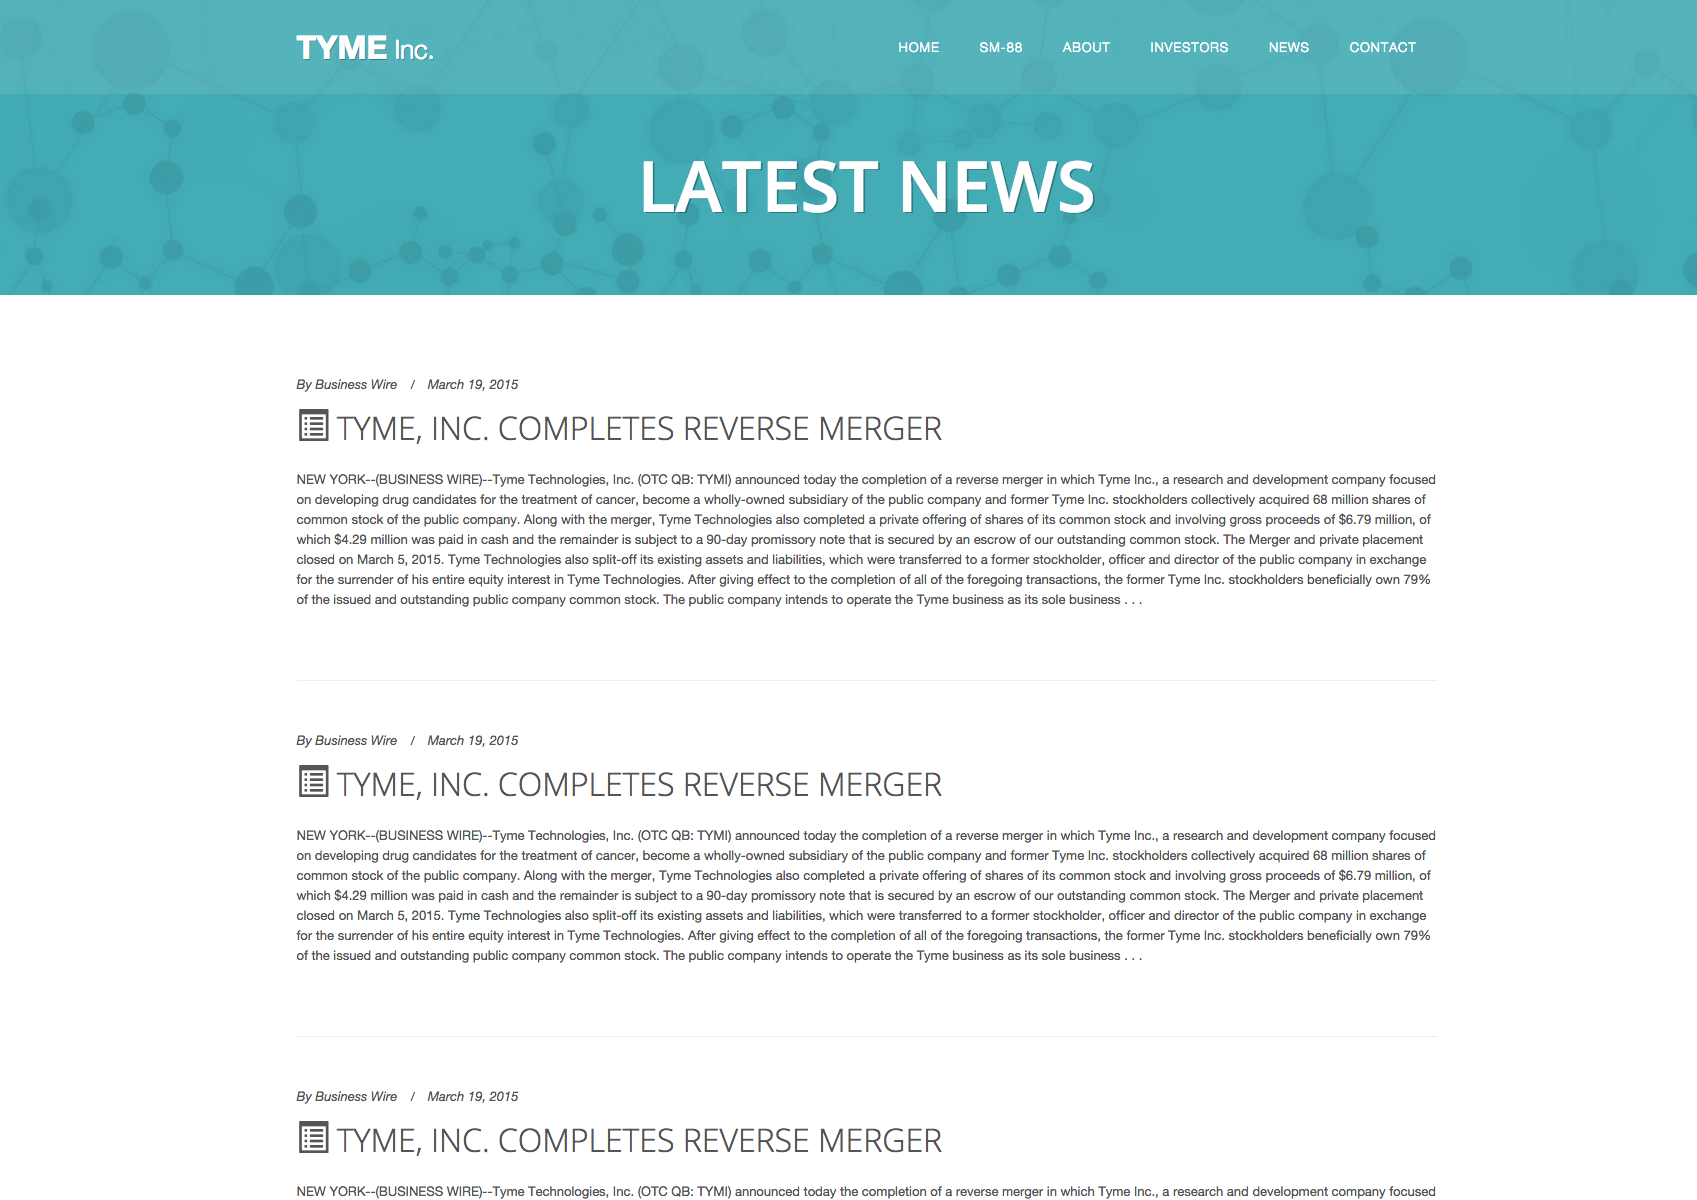 TYME Inc.
HOME SM-88 ABOUT INVESTORS NEWS CONTACT
LATEST NEWS
By Business Wire / March 19, 2015
TYME, INC. COMPLETES REVERSE MERGER
NEW YORK--(BUSINESS WIRE)--Tyme Technologies, Inc. (OTC QB: TYMI) announced today the completion of a reverse merger in which Tyme Inc., a research and development company focused
on developing drug candidates for the treatment of cancer, become a wholly-owned subsidiary of the public company and former Tyme Inc. stockholders collectively acquired 68 million shares of
common stock of the public company. Along with the merger, Tyme Technologies also completed a private offering of shares of its common stock and involving gross proceeds of $6.79 million, of
which $4.29 million was paid in cash and the remainder is subject to a 90-day promissory note that is secured by an escrow of our outstanding common stock. The Merger and private placement
closed on March 5, 2015. Tyme Technologies also split-off its existing assets and liabilities, which were transferred to a former stockholder, officer and director of the public company in exchange
for the surrender of his entire equity interest in Tyme Technologies. After giving effect to the completion of all of the foregoing transactions, the former Tyme Inc. stockholders beneficially own 79%
of the issued and outstanding public company common stock. The public company intends to operate the Tyme business as its sole business . . .
By Business Wire / March 19, 2015
TYME, INC. COMPLETES REVERSE MERGER
NEW YORK--(BUSINESS WIRE)--Tyme Technologies, Inc. (OTC QB: TYMI) announced today the completion of a reverse merger in which Tyme Inc., a research and development company focused
on developing drug candidates for the treatment of cancer, become a wholly-owned subsidiary of the public company and former Tyme Inc. stockholders collectively acquired 68 million shares of
common stock of the public company. Along with the merger, Tyme Technologies also completed a private offering of shares of its common stock and involving gross proceeds of $6.79 million, of
which $4.29 million was paid in cash and the remainder is subject to a 90-day promissory note that is secured by an escrow of our outstanding common stock. The Merger and private placement
closed on March 5, 2015. Tyme Technologies also split-off its existing assets and liabilities, which were transferred to a former stockholder, officer and director of the public company in exchange
for the surrender of his entire equity interest in Tyme Technologies. After giving effect to the completion of all of the foregoing transactions, the former Tyme Inc. stockholders beneficially own 79%
of the issued and outstanding public company common stock. The public company intends to operate the Tyme business as its sole business . . .
By Business Wire / March 19, 2015
TYME, INC. COMPLETES REVERSE MERGER
NEW YORK--(BUSINESS WIRE)--Tyme Technologies, Inc. (OTC QB: TYMI) announced today the completion of a reverse merger in which Tyme Inc., a research and development company focused